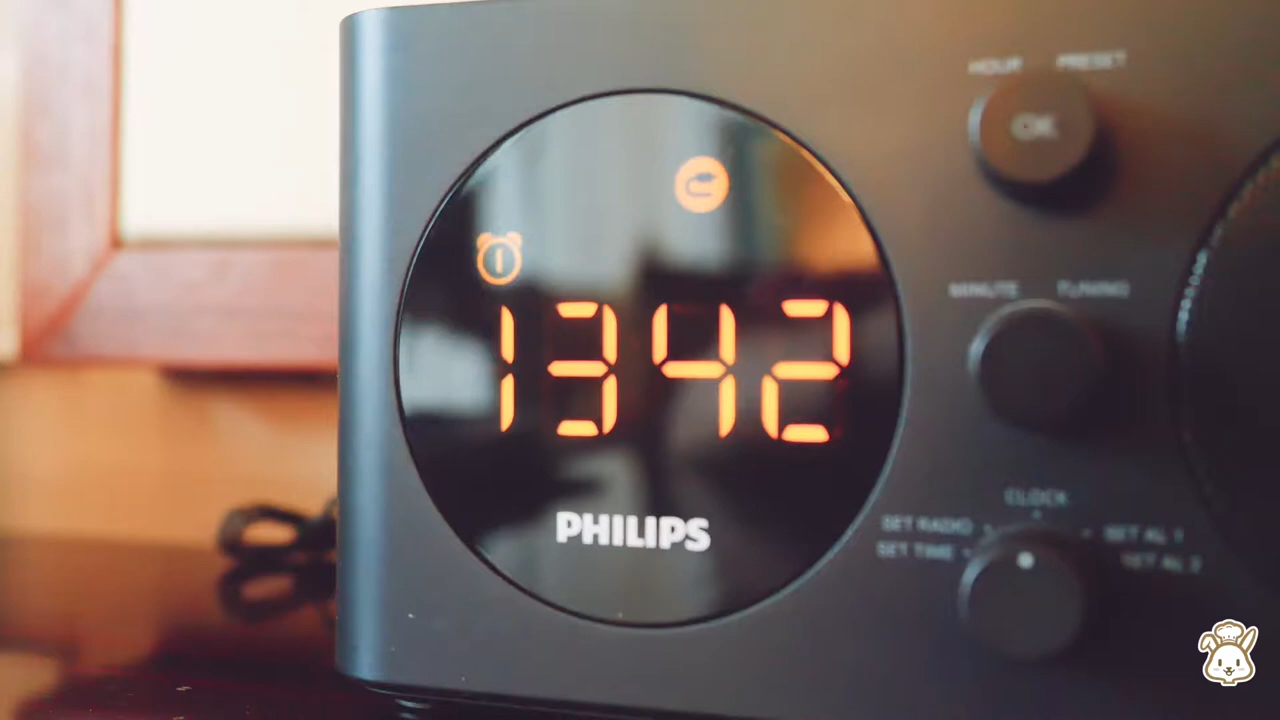 HOUR PRESET
OK
1342
MINUTE TUNING
PHILIPS
CLOCK
SET RADIO SET AL 1
SET TIME SET AL 2